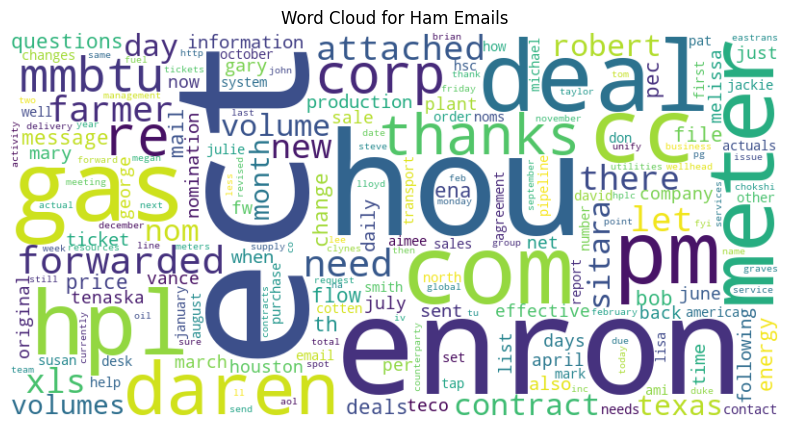 Word Cloud for Ham Emails
questions changes same http october fuel information day tickets system john attached corp brian michael how hsc pat robert first melissa just eastrans
mmbtu gary now management ect fw thank friday production plant deal taylor tom pec jackie
farmer re mail volume new sale order noms november thanks cc don file actuals
well two last steve date unify pg business issue
activity delivery year message julie month nomination less revised
mary forward megan george hou there utilities wellhead meter chokshi
gas meeting actual next december feb monday lloyd ena change transport september pipeline david company other services
ticket nom when daily aimee agreement sitara let number point fyi
week resources line meters supply co lee clynes then sales group net name
forwarded vance need com pm north report bob june america graves service
original price tenaska january august purchase contracts request ud flow smith global effective back february
still currently oil cotten july iv sent tu th
hpl susan desk march houston email total counterparty enron list days april due today lisa time following energy
team xls sure help per set tap mark also ami inc duke
volumes daren ll send aol spot deals teco contract needs texas contact